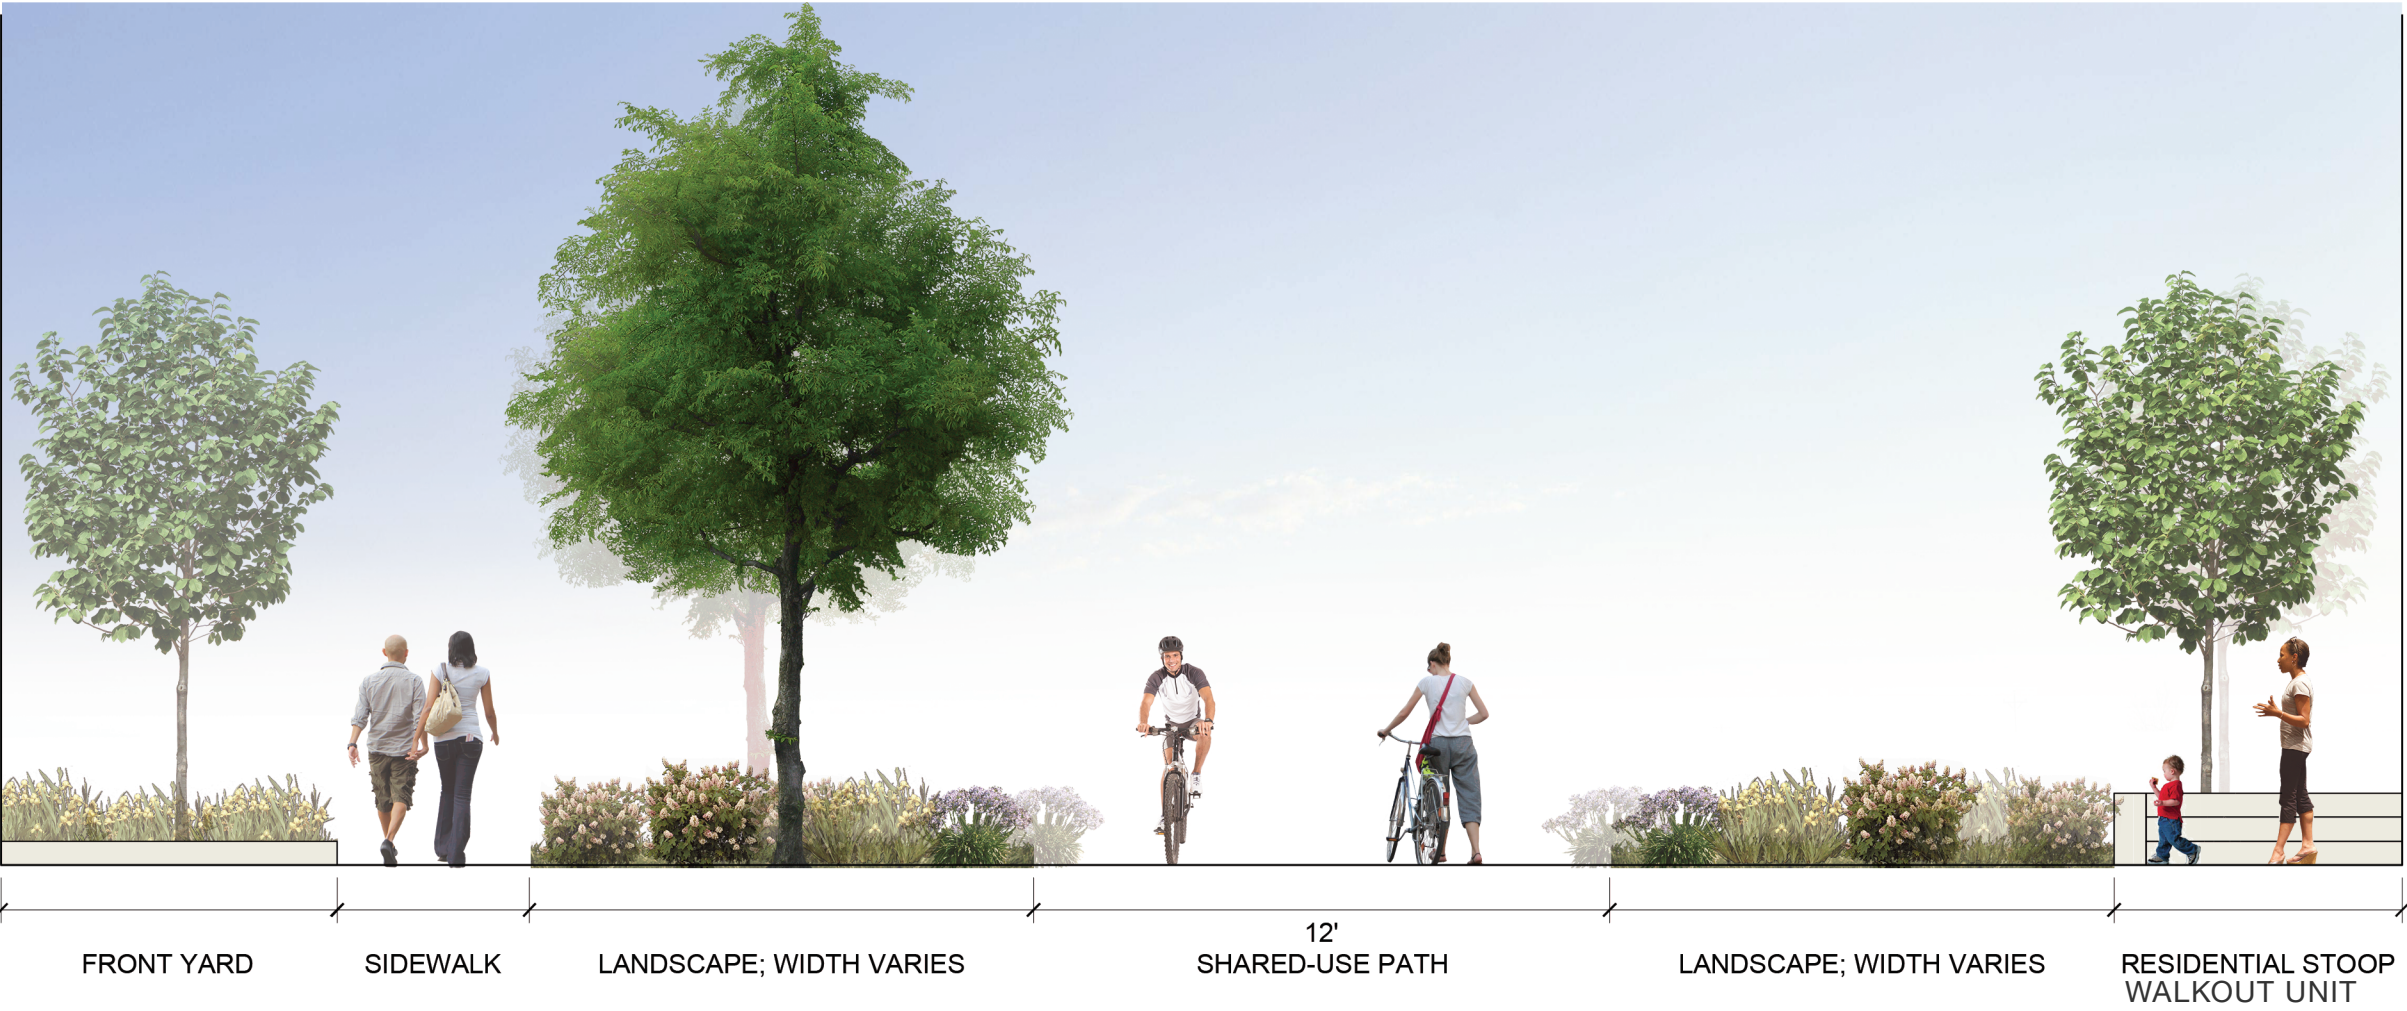 12'
FRONT YARD
SIDEWALK
LANDSCAPE; WIDTH VARIES
SHARED-USE PATH
LANDSCAPE; WIDTH VARIES
RESIDENTIAL STOOP
WALKOUT UNIT